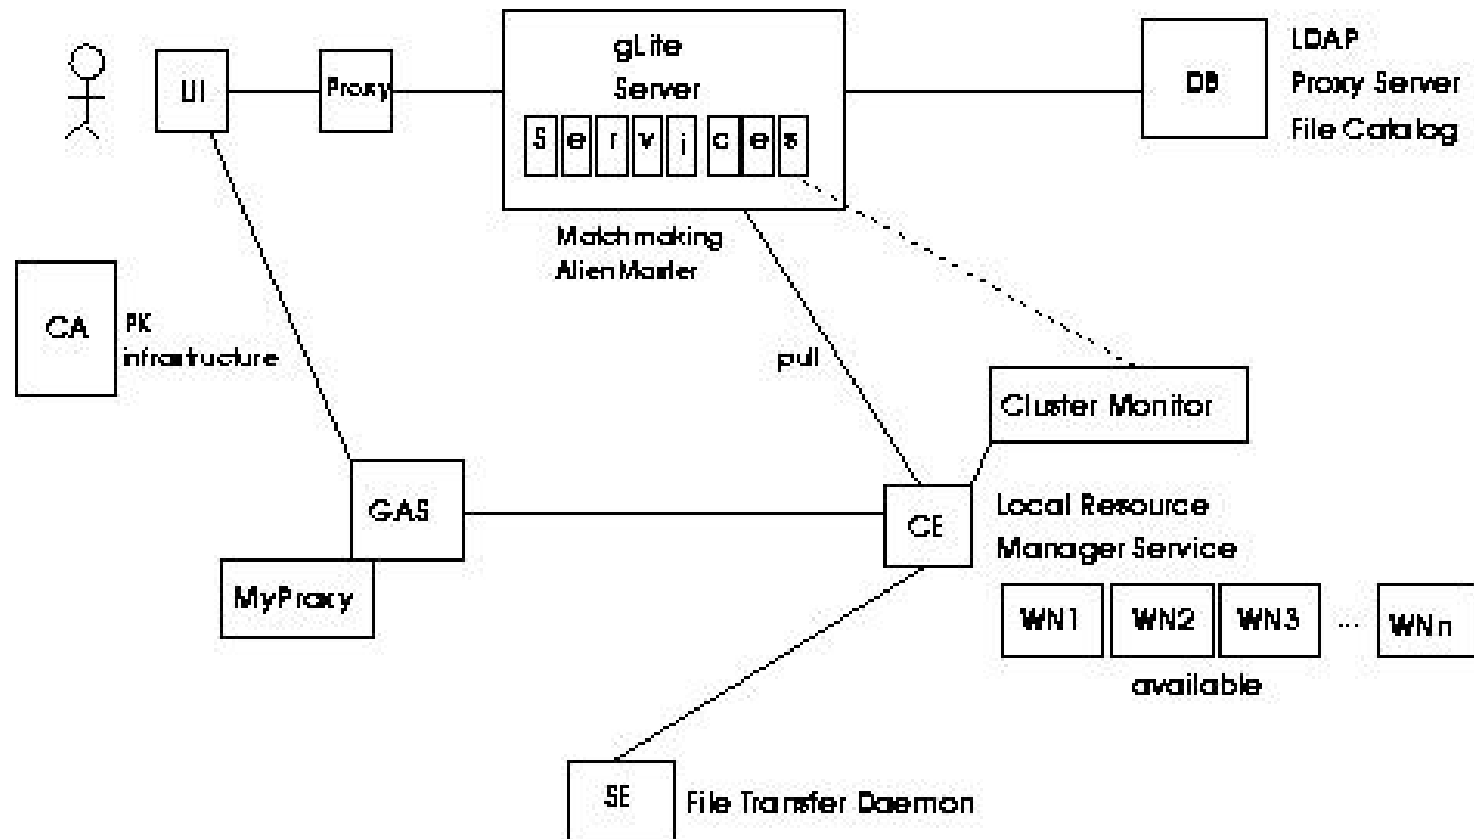 UI
Proxy
gLite
Server
S e r v i c e s
DB
LDAP
Proxy Server
File Catalog
Matchmaking
Alien Master
CA
PK
infrastructure
pull
Cluster Monitor
GAS
MyProxy
CE
Local Resource
Manager Service
WN1 WN2 WN3 ... WNn
available
SE
File Transfer Daemon